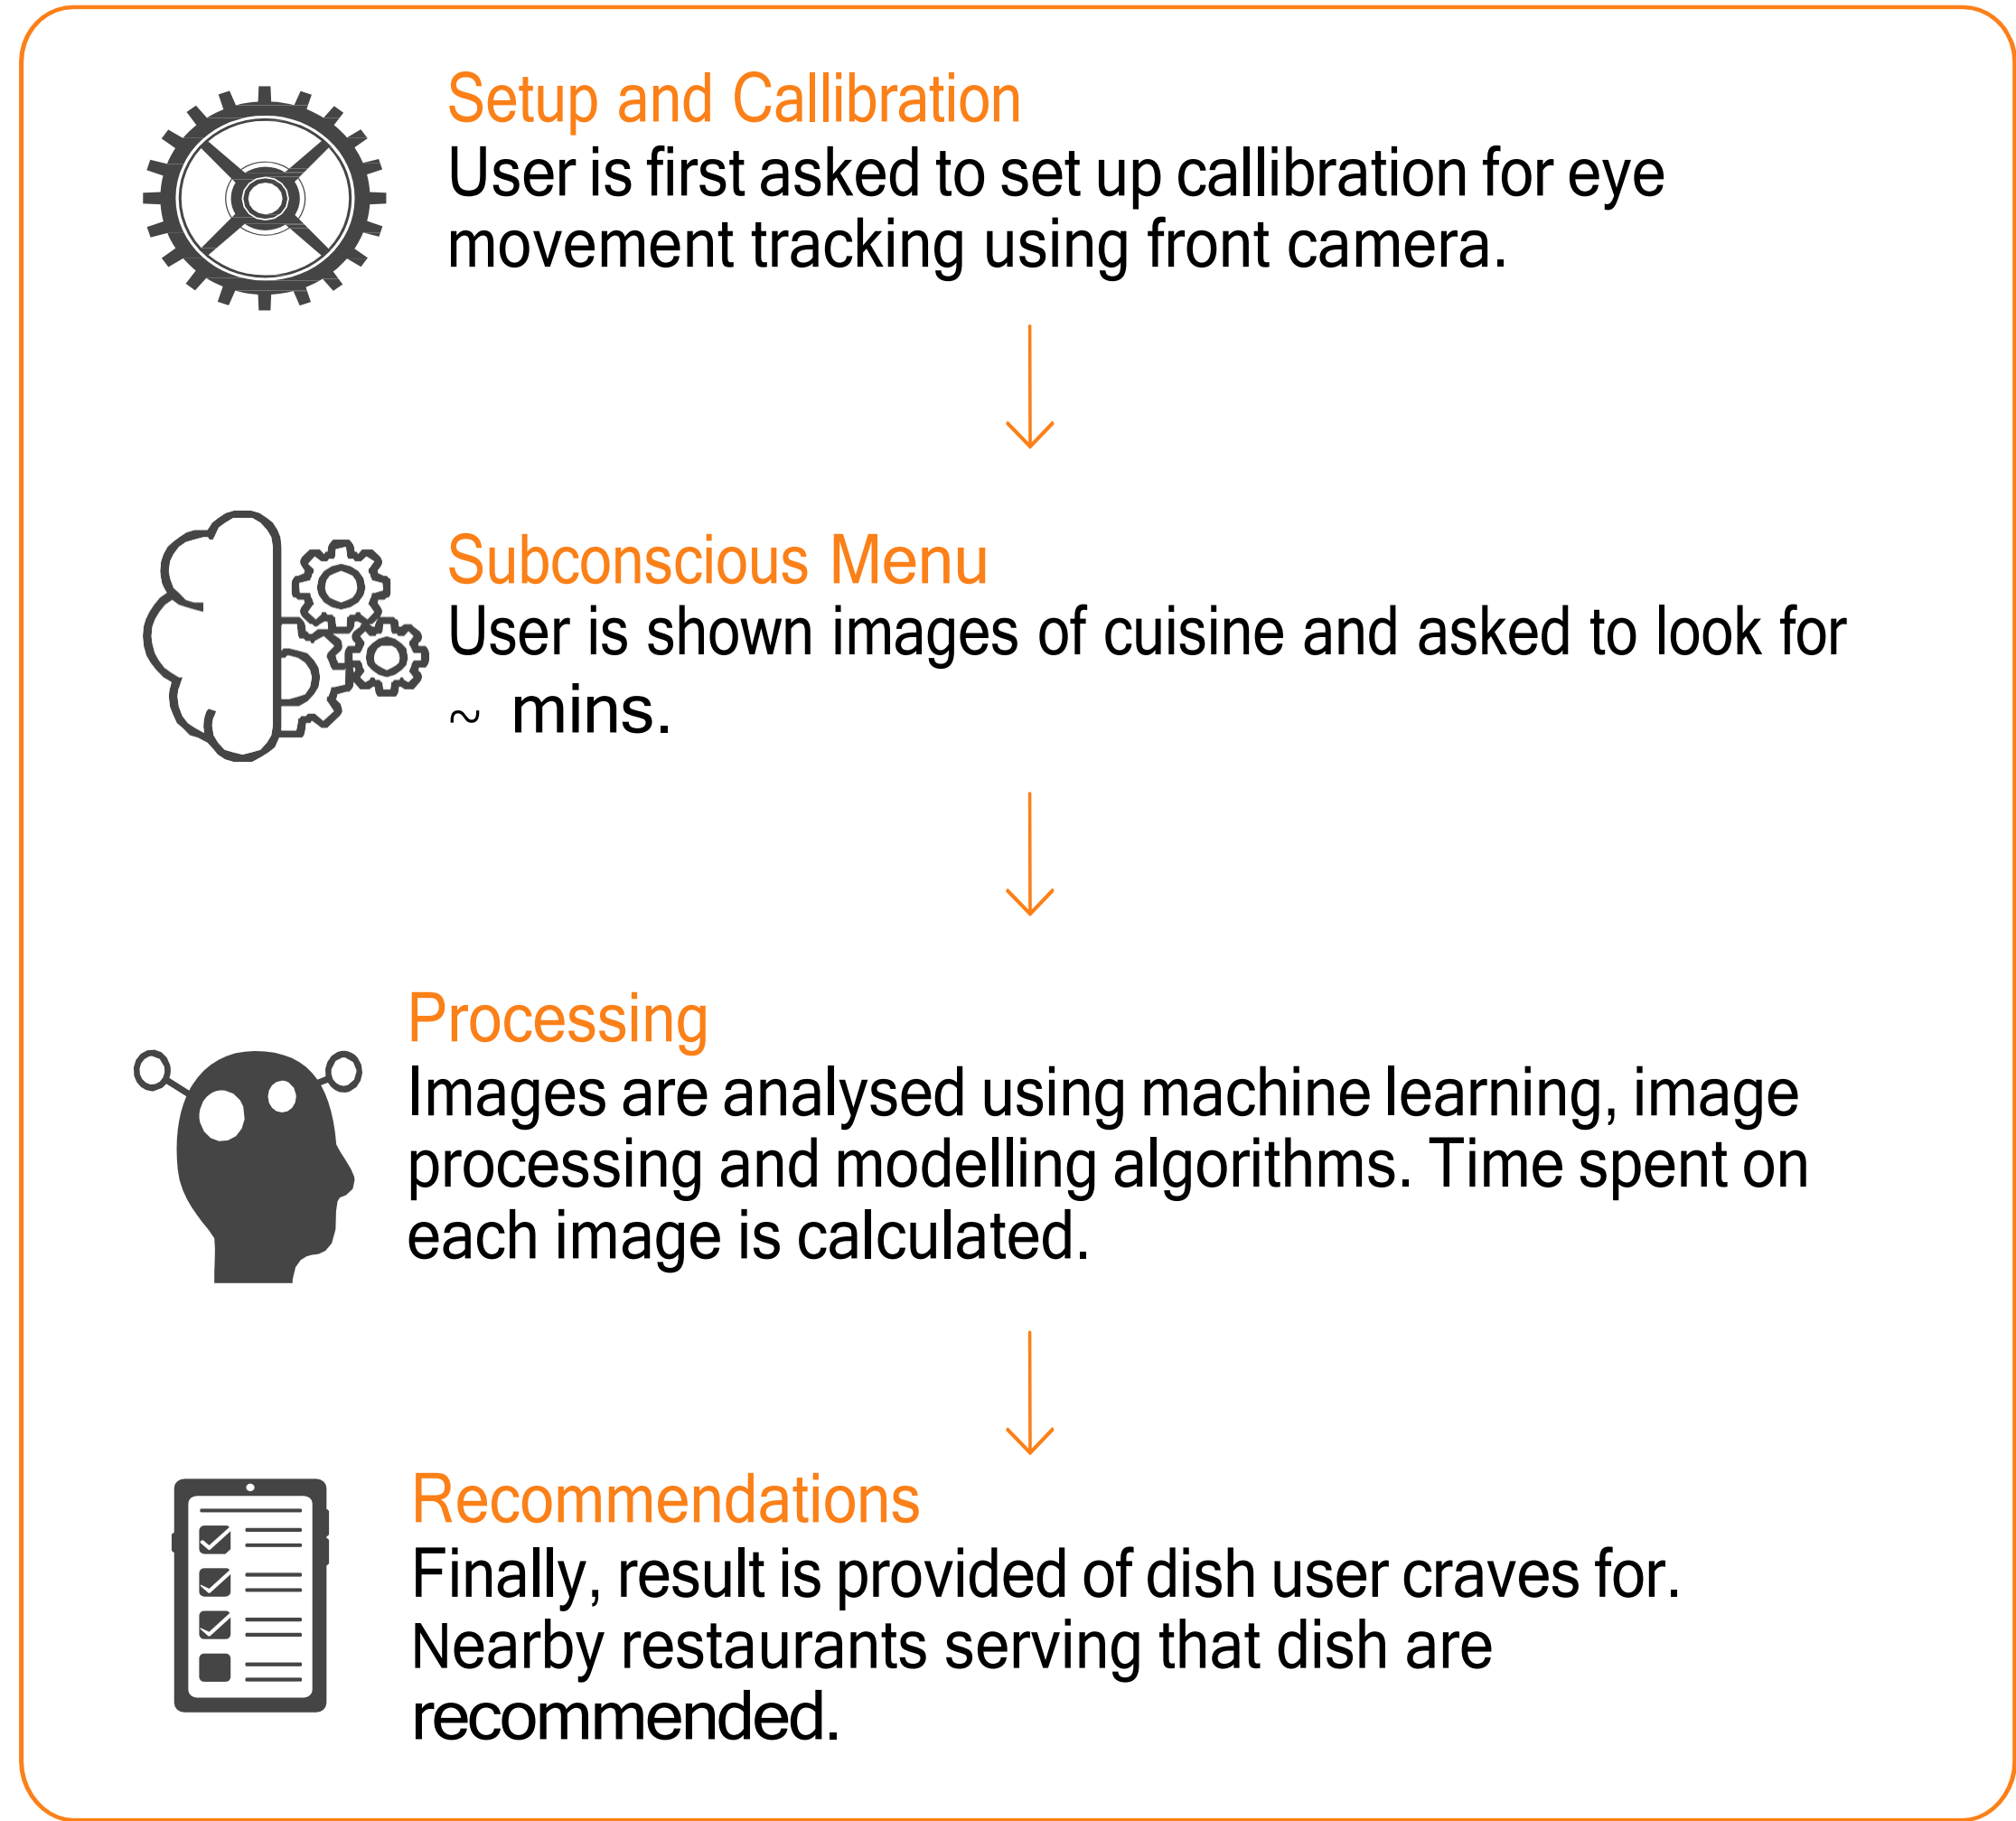 Setup and Callibration
User is first asked to set up callibration for eye
movement tracking using front camera.
Subconscious Menu
User is shown images of cuisine and asked to look for
~ mins.
Processing
Images are analysed using machine learning, image
processing and modelling algorithms. Time spent on
each image is calculated.
Recommendations
Finally, result is provided of dish user craves for.
Nearby restaurants serving that dish are
recommended.